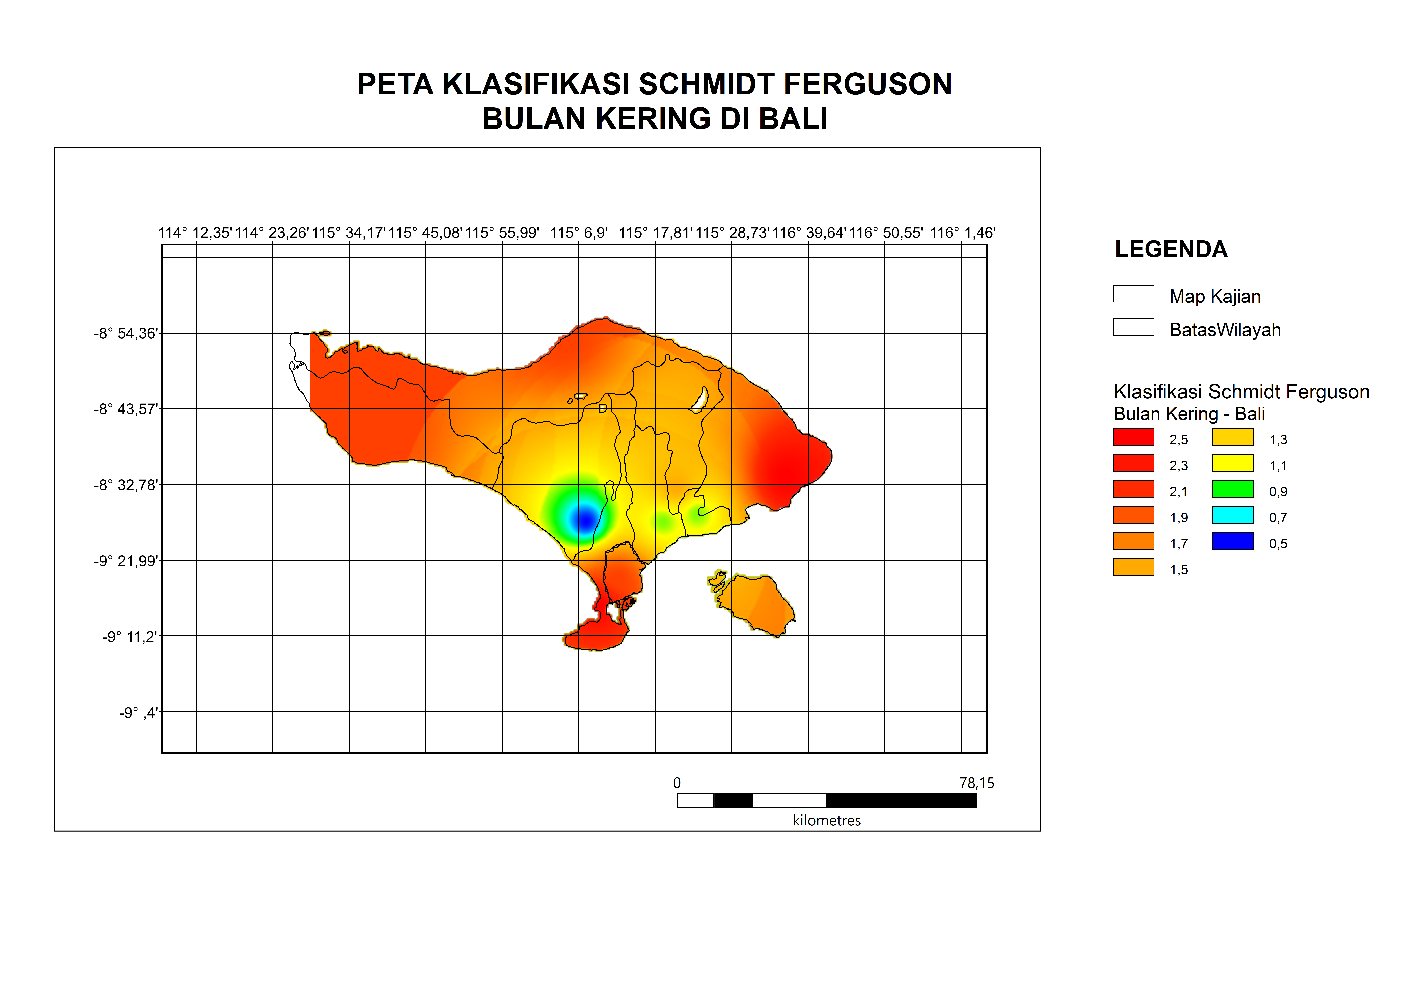 PETA KLASIFIKASI SCHMIDT FERGUSON
BULAN KERING DI BALI
114° 12,35' 114° 23,26' 115° 34,17' 115° 45,08' 115° 55,99' 115° 6,9' 115° 17,81' 115° 28,73' 116° 39,64' 116° 50,55' 116° 1,46'
-8° 54,36'
-8° 43,57'
-8° 32,78'
-9° 21,99'
-9° 11,2'
-9° ,4'
0 78,15
kilometres
LEGENDA
Map Kajian
BatasWilayah
Klasifikasi Schmidt Ferguson
Bulan Kering - Bali
2,5 1,3
2,3 1,1
2,1 0,9
1,9 0,7
1,7 0,5
1,5